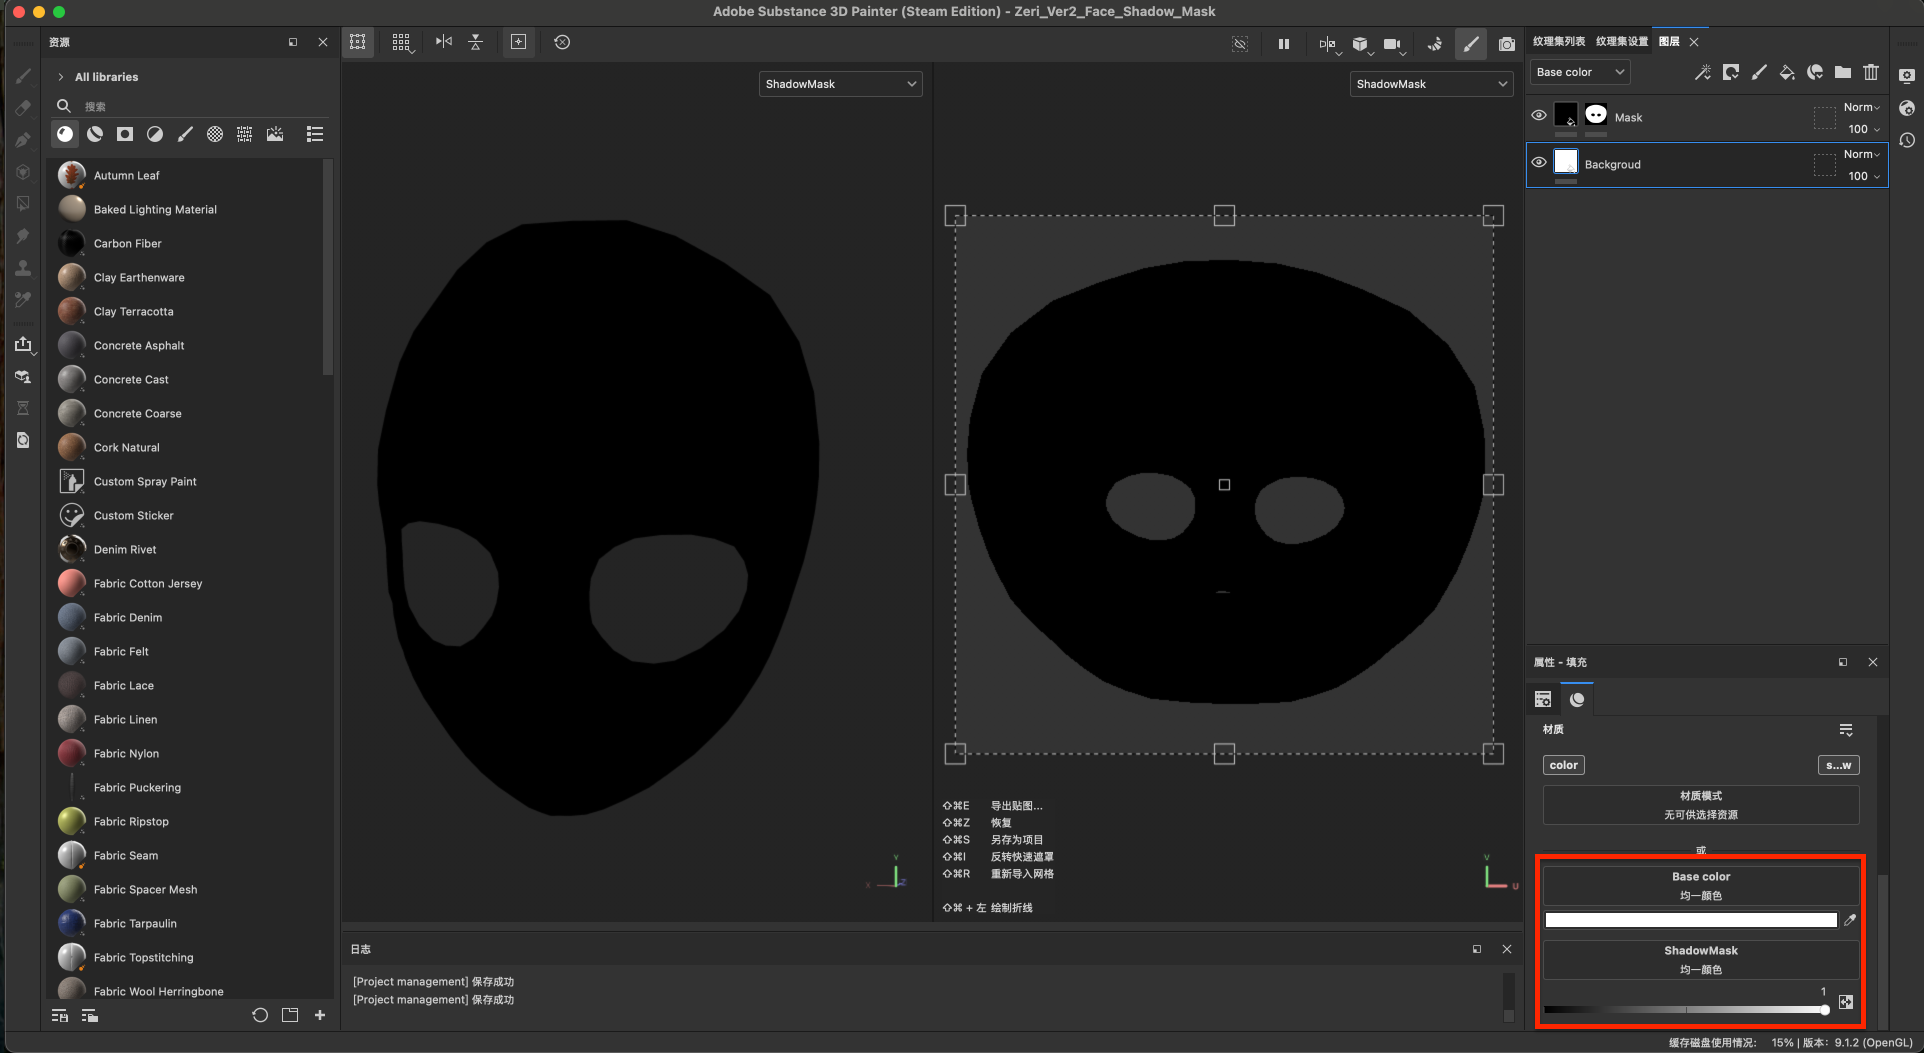 Adobe Substance 3D Painter (Steam Edition) - Zeri_Ver2_Face_Shadow_Mask
资源
All libraries
搜索
Autumn Leaf
Baked Lighting Material
Carbon Fiber
Clay Earthenware
Clay Terracotta
Concrete Asphalt
Concrete Cast
Concrete Coarse
Cork Natural
Custom Spray Paint
Custom Sticker
Denim Rivet
Fabric Cotton Jersey
Fabric Denim
Fabric Felt
Fabric Lace
Fabric Linen
Fabric Nylon
Fabric Puckering
Fabric Ripstop
Fabric Seam
Fabric Spacer Mesh
Fabric Tarpaulin
Fabric Topstitching
Fabric Wool Herringbone
ShadowMask
X Y Z
ShadowMask
⇧⌘E 导出贴图...
⇧⌘Z 恢复
⇧⌘S 另存为项目
⇧⌘I 反转快速遮罩
⇧⌘R 重新导入网格
⇧⌘ + 左 绘制折线
V U
日志
[Project management] 保存成功
[Project management] 保存成功
纹理集列表 纹理集设置 图层
Base color
Mask Norm 100
Backgroud Norm 100
属性 - 填充
材质
color s...w
材质模式
无可供选择资源
或
Base color
均一颜色
ShadowMask
均一颜色
1
缓存磁盘使用情况: 15% | 版本: 9.1.2 (OpenGL)